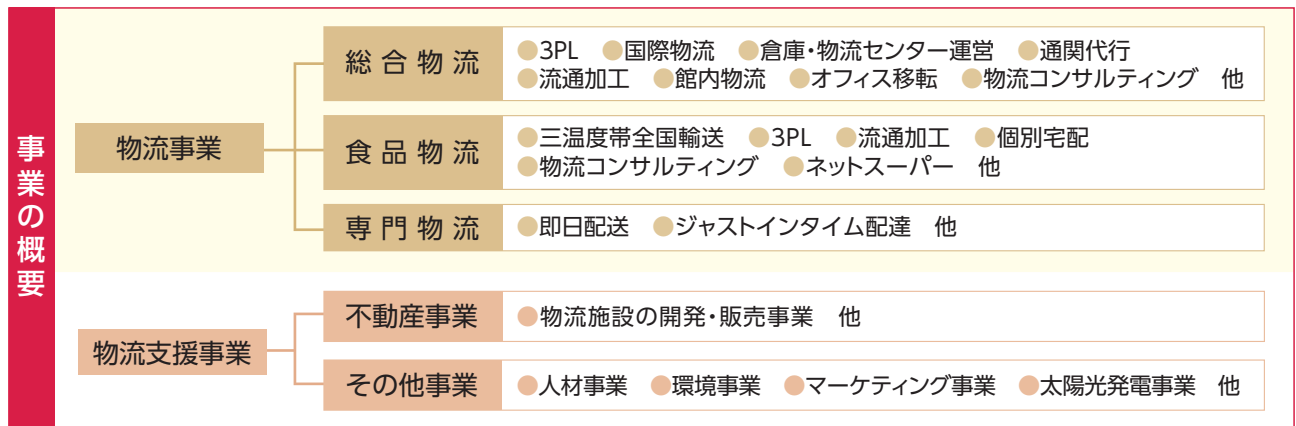 事業の概要
物流事業
総合物流
●3PL ●国際物流 ●倉庫・物流センター運営 ●通関代行
●流通加工 ●館内物流 ●オフィス移転 ●物流コンサルティング 他
食品物流
●三温度帯全国輸送 ●3PL ●流通加工 ●個別宅配
●物流コンサルティング ●ネットスーパー 他
専門物流
●即日配送 ●ジャストインタイム配達 他
物流支援事業
不動産事業
●物流施設の開発・販売事業 他
その他事業
●人材事業 ●環境事業 ●マーケティング事業 ●太陽光発電事業 他